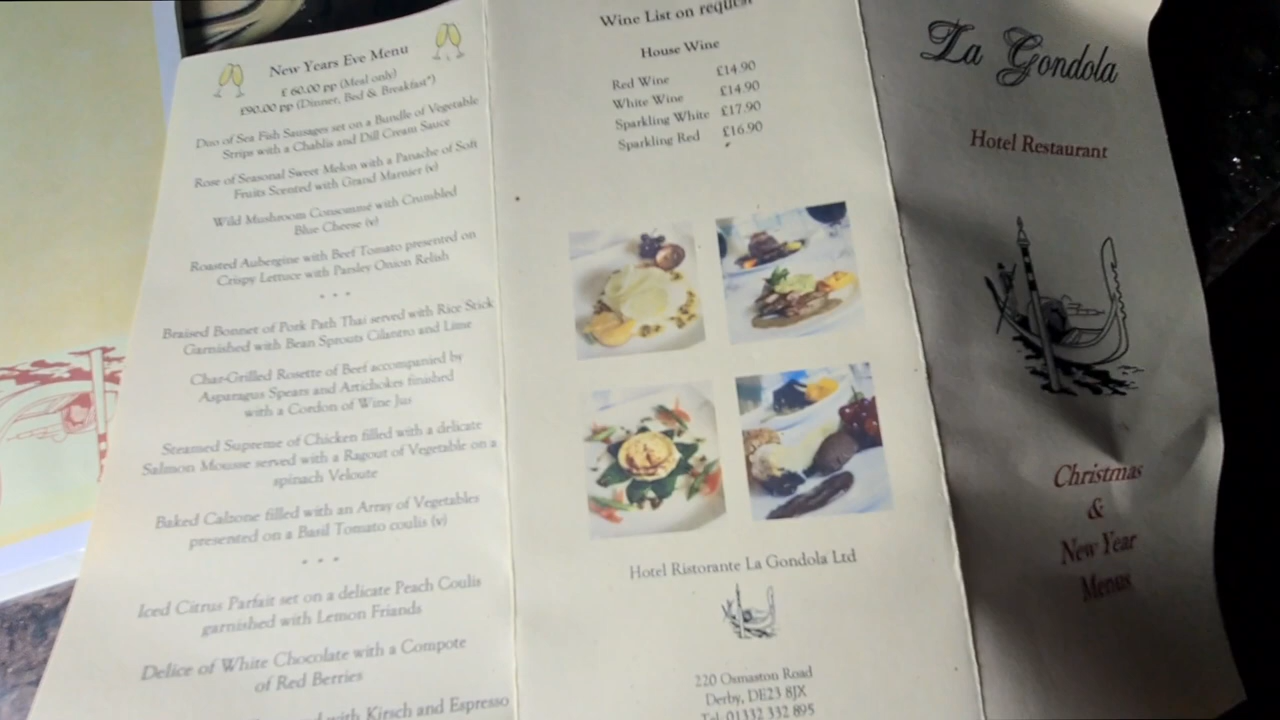 New Years Eve Menu
£ 60.00 pp (Meal only)
£90.00 pp (Dinner, Bed & Breakfast*)
Duo of Sea Fish Sausages set on a Bundle of Vegetable
Strips with a Chablis and Dill Cream Sauce
Rose of Seasonal Sweet Melon with a Panache of Soft
Fruits Scented with Grand Marnier (v)
Wild Mushroom Consommé with Crumbled
Blue Cheese (v)
Roasted Aubergine with Beef Tomato presented on
Crispy Lettuce with Parsley Onion Relish
* * *
Braised Bonnet of Pork Path Thai served with Rice Stick
Garnished with Bean Sprouts Cilantro and Lime
Char-Grilled Rosette of Beef accompanied by
Asparagus Spears and Artichokes finished
with a Cordon of Wine Jus
Steamed Supreme of Chicken filled with a delicate
Salmon Mousse served with a Ragout of Vegetable on a
spinach Veloute
Baked Calzone filled with an Array of Vegetables
presented on a Basil Tomato coulis (v)
* * *
Iced Citrus Parfait set on a delicate Peach Coulis
garnished with Lemon Friands
Delice of White Chocolate with a Compote
of Red Berries
with Kirsch and Espresso
Wine List on request
House Wine
Red Wine £14.90
White Wine £14.90
Sparkling White £17.90
Sparkling Red £16.90
Hotel Ristorante La Gondola Ltd
220 Osmaston Road
Derby, DE23 8JX
Tel: 01332 332 895
La Gondola
Hotel Restaurant
Christmas
&
New Year
Menus